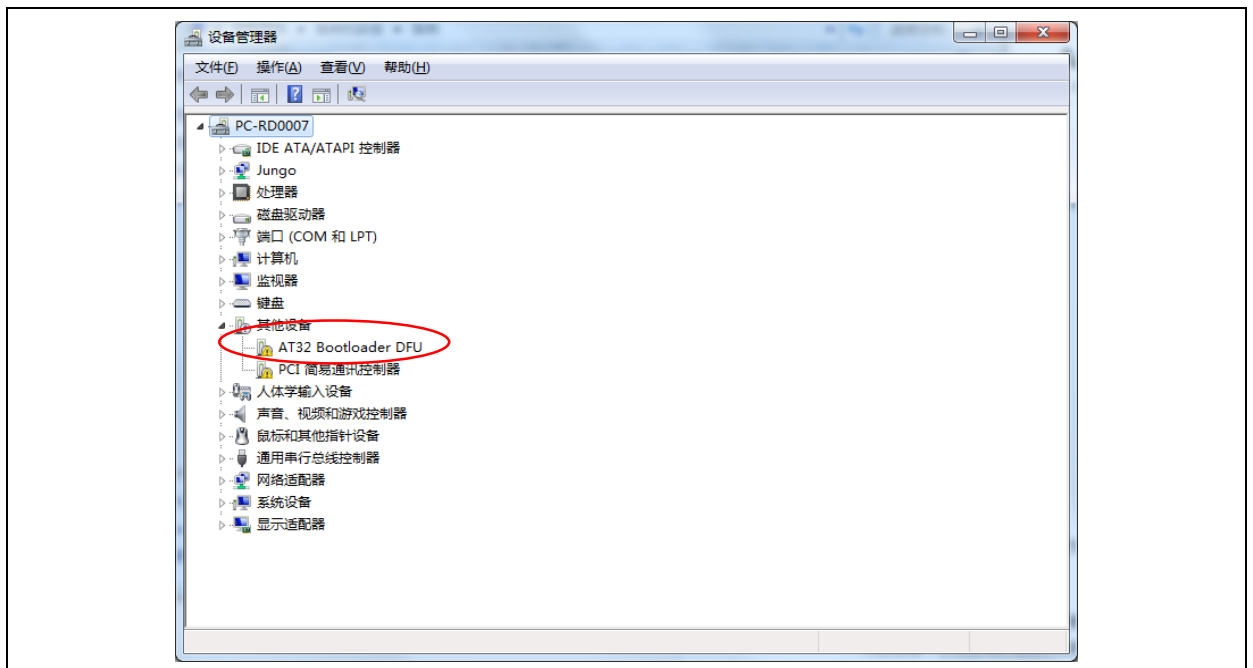 设备管理器
文件(F) 操作(A) 查看(V) 帮助(H)
PC-RD0007
IDE ATA/ATAPI 控制器
Jungo
处理器
磁盘驱动器
端口 (COM 和 LPT)
计算机
监视器
键盘
其他设备
AT32 Bootloader DFU
PCI 简易通讯控制器
人体学输入设备
声音、视频和游戏控制器
鼠标和其他指针设备
通用串行总线控制器
网络适配器
系统设备
显示适配器